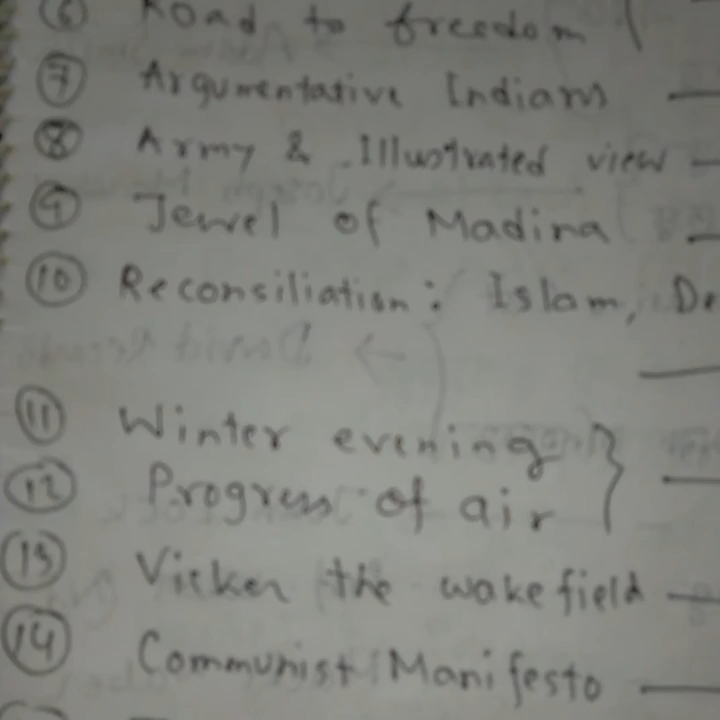 6 Road to freedom
7 Argumentative Indians
8 Army & Illustrated view
9 Jewel of Madina
10 Reconsiliation: Islam, De
11 Winter evening
12 Progress of air
13 Vicker the wakefield
14 Communist Manifesto